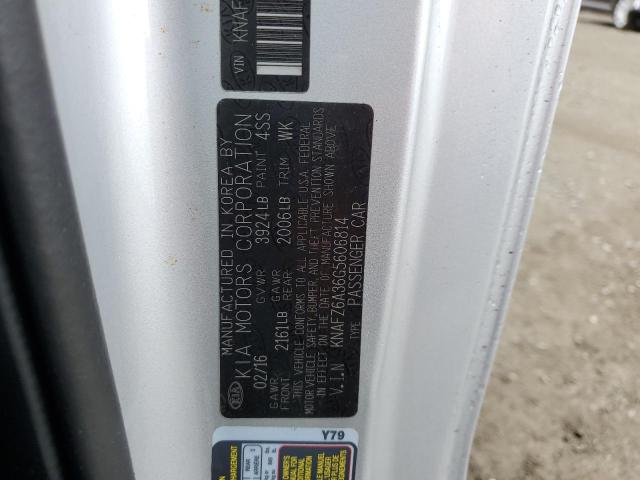 VIN KNAF
MANUFACTURED IN KOREA BY
KIA MOTORS CORPORATION
02/16 GVWR 3924LB PAINT 4SS
GAWR FRONT 2161LB GAWR REAR 2006LB TRIM WK
THIS VEHICLE CONFORMS TO ALL APPLICABLE U.S.A. FEDERAL
MOTOR VEHICLE SAFETY, BUMPER, AND THEFT PREVENTION STANDARDS
IN EFFECT ON THE DATE OF MANUFACTURE SHOWN ABOVE
V.I.N KNAFZ6A36G5606814
TYPE PASSENGER CAR
KIA
Y79